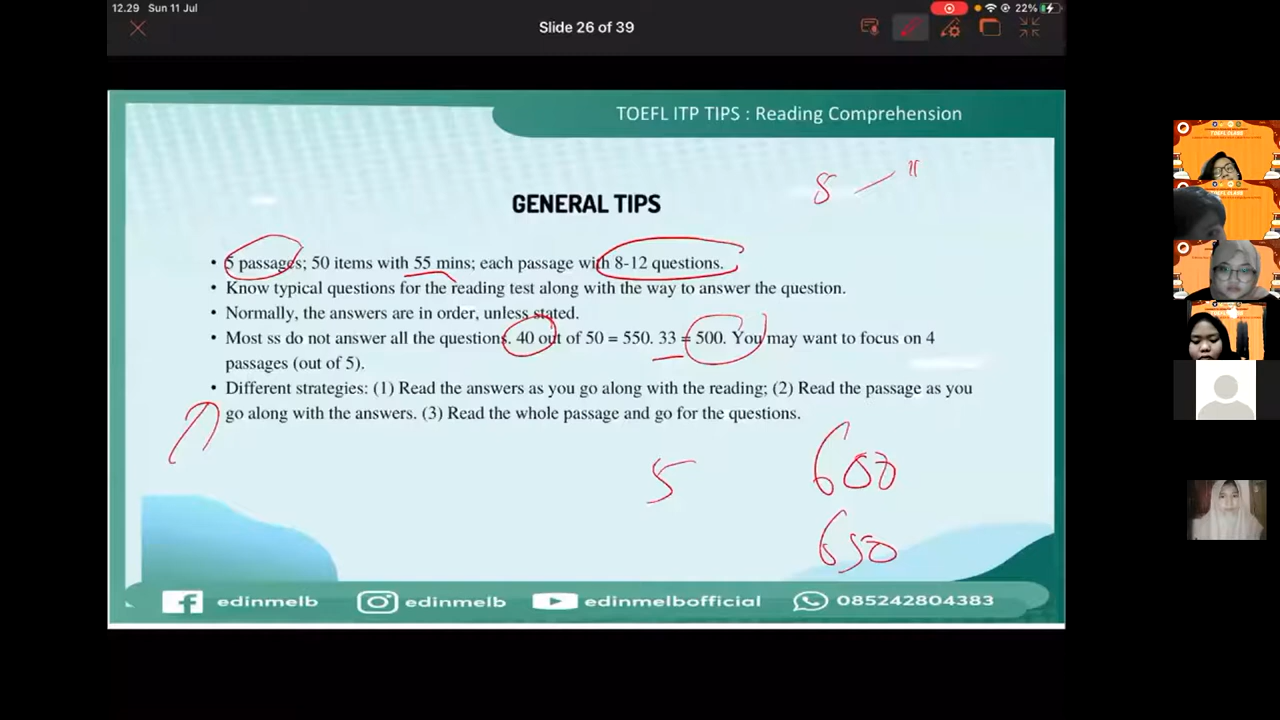 12.29 Sun 11 Jul
22%
Slide 26 of 39
TOEFL ITP TIPS : Reading Comprehension
8 – 11
GENERAL TIPS
• 5 passages; 50 items with 55 mins; each passage with 8-12 questions.
• Know typical questions for the reading test along with the way to answer the question.
• Normally, the answers are in order, unless stated.
• Most ss do not answer all the questions. 40 out of 50 = 550. 33 = 500. You may want to focus on 4
passages (out of 5).
• Different strategies: (1) Read the answers as you go along with the reading; (2) Read the passage as you
go along with the answers. (3) Read the whole passage and go for the questions.
5
600
650
edinmelb edinmelb edinmelbofficial 085242804383
TOEFL CLASS
TOEFL CLASS